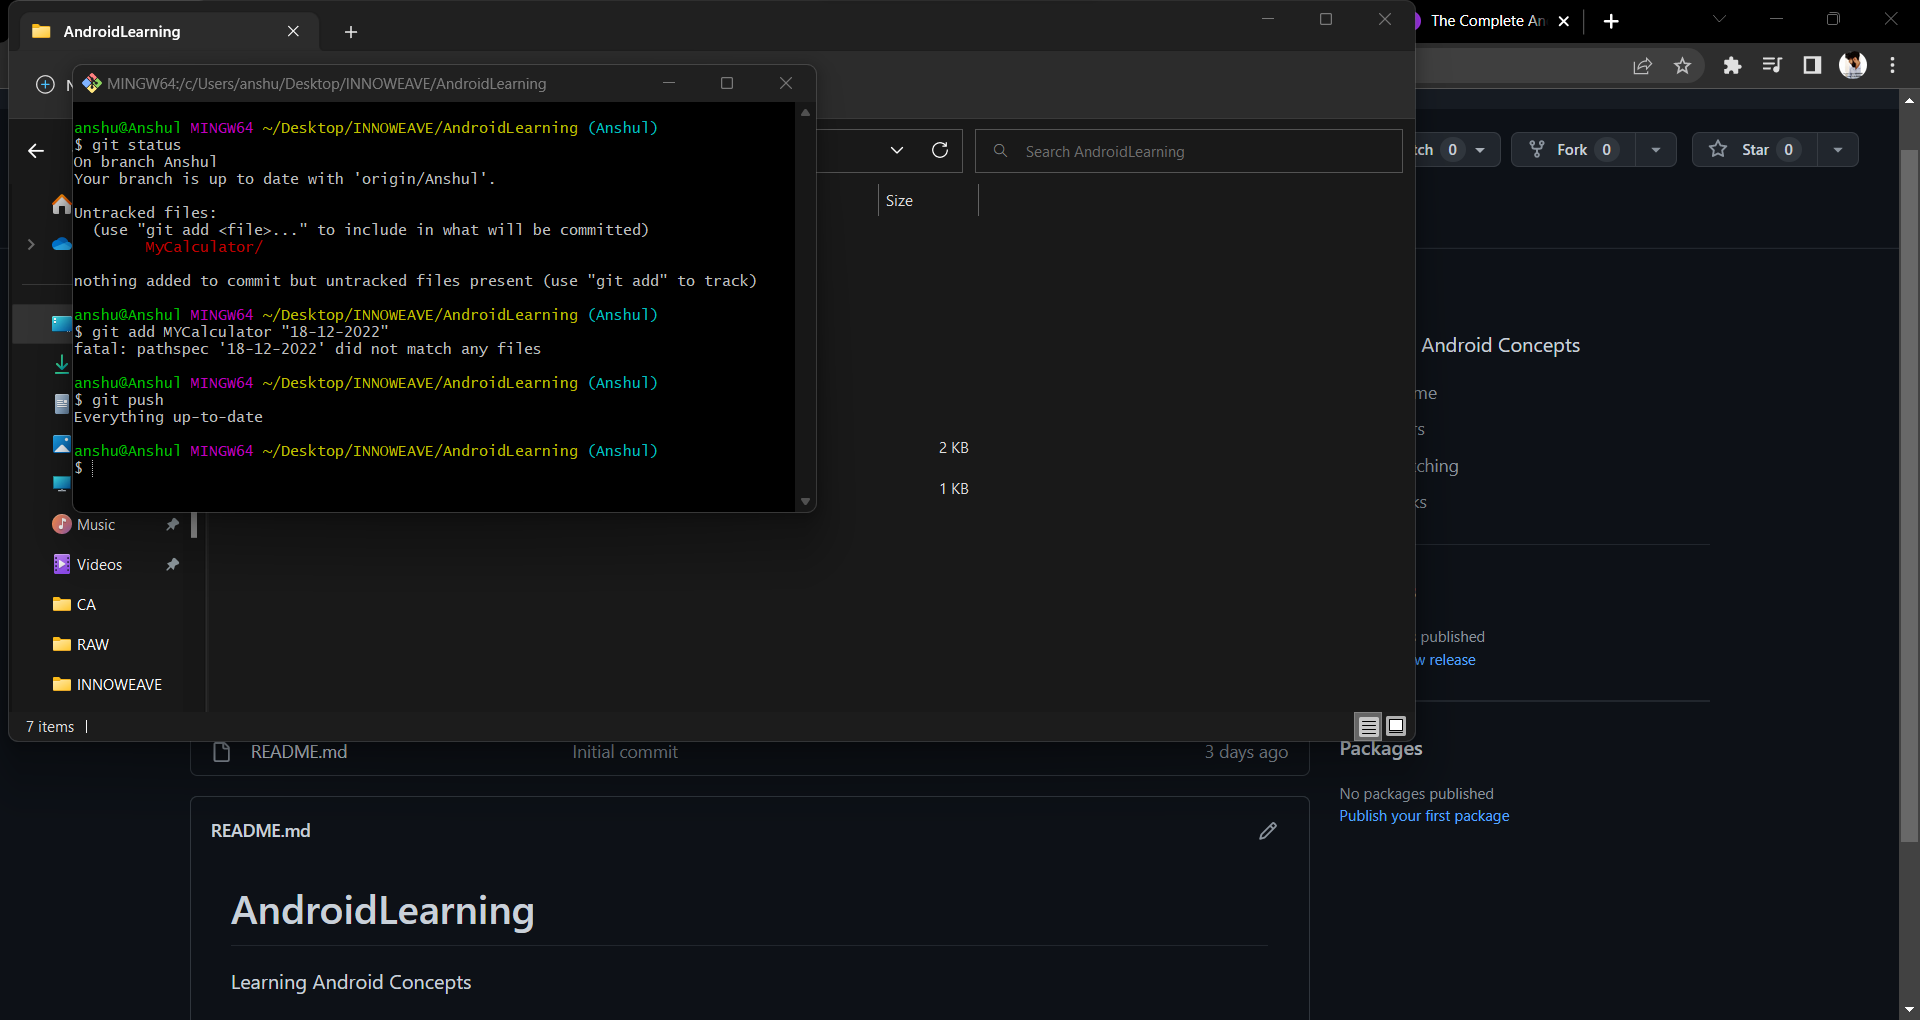 AndroidLearning
The Complete An
MINGW64:/c/Users/anshu/Desktop/INNOWEAVE/AndroidLearning
anshu@Anshul MINGW64 ~/Desktop/INNOWEAVE/AndroidLearning (Anshul)
$ git status
On branch Anshul
Your branch is up to date with 'origin/Anshul'.
Untracked files:
(use "git add <file>..." to include in what will be committed)
MyCalculator/
nothing added to commit but untracked files present (use "git add" to track)
anshu@Anshul MINGW64 ~/Desktop/INNOWEAVE/AndroidLearning (Anshul)
$ git add MYCalculator "18-12-2022"
fatal: pathspec '18-12-2022' did not match any files
anshu@Anshul MINGW64 ~/Desktop/INNOWEAVE/AndroidLearning (Anshul)
$ git push
Everything up-to-date
anshu@Anshul MINGW64 ~/Desktop/INNOWEAVE/AndroidLearning (Anshul)
$
Search AndroidLearning
Size
2 KB
1 KB
Music
Videos
CA
RAW
INNOWEAVE
7 items
tch 0
Fork 0
Star 0
Android Concepts
me
rs
ching
ks
published
w release
Packages
No packages published
Publish your first package
README.md Initial commit 3 days ago
README.md
AndroidLearning
Learning Android Concepts